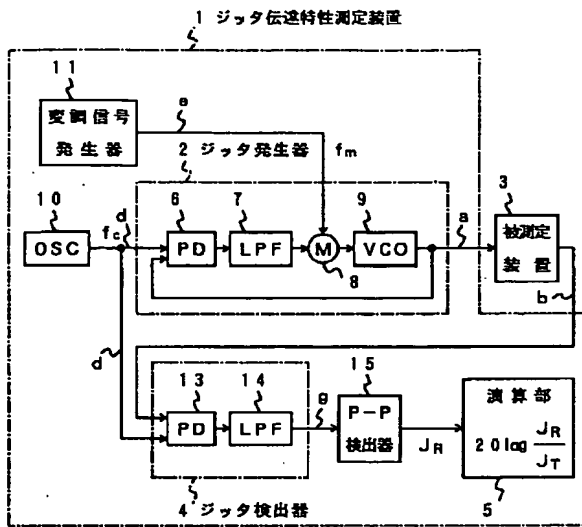 1 ジッタ伝達特性測定装置
11
変調信号
発生器
e
2 ジッタ発生器
fm
10
fc
d
6
7
9
a
3
OSC
PD
LPF
M
VCO
被測定
装置
8
b
d
13
14
g
15
PD
LPF
P-P
検出器
JR
演算部
20lag JR
JT
4 ジッタ検出器
5